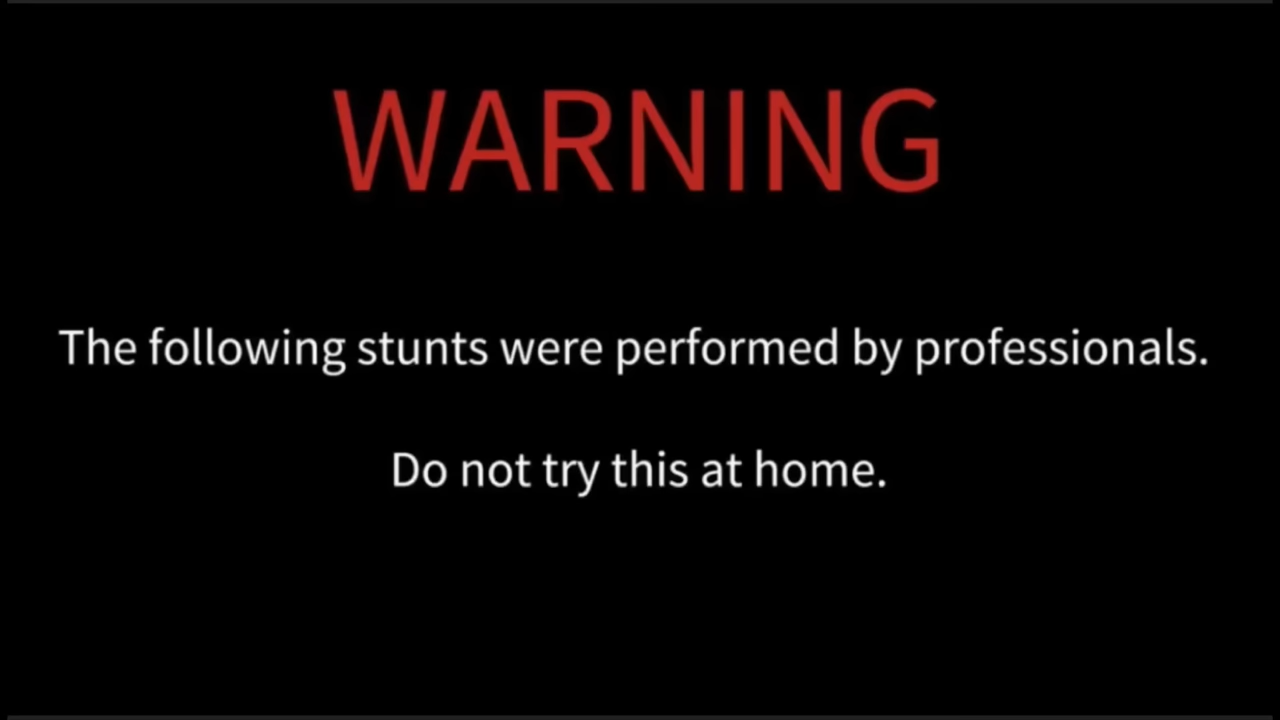 WARNING
The following stunts were performed by professionals.
Do not try this at home.